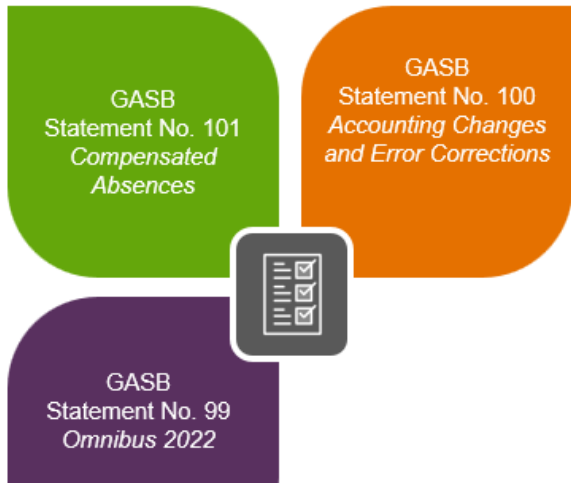 GASB
Statement No. 101
Compensated
Absences
GASB
Statement No. 100
Accounting Changes
and Error Corrections
GASB
Statement No. 99
Omnibus 2022